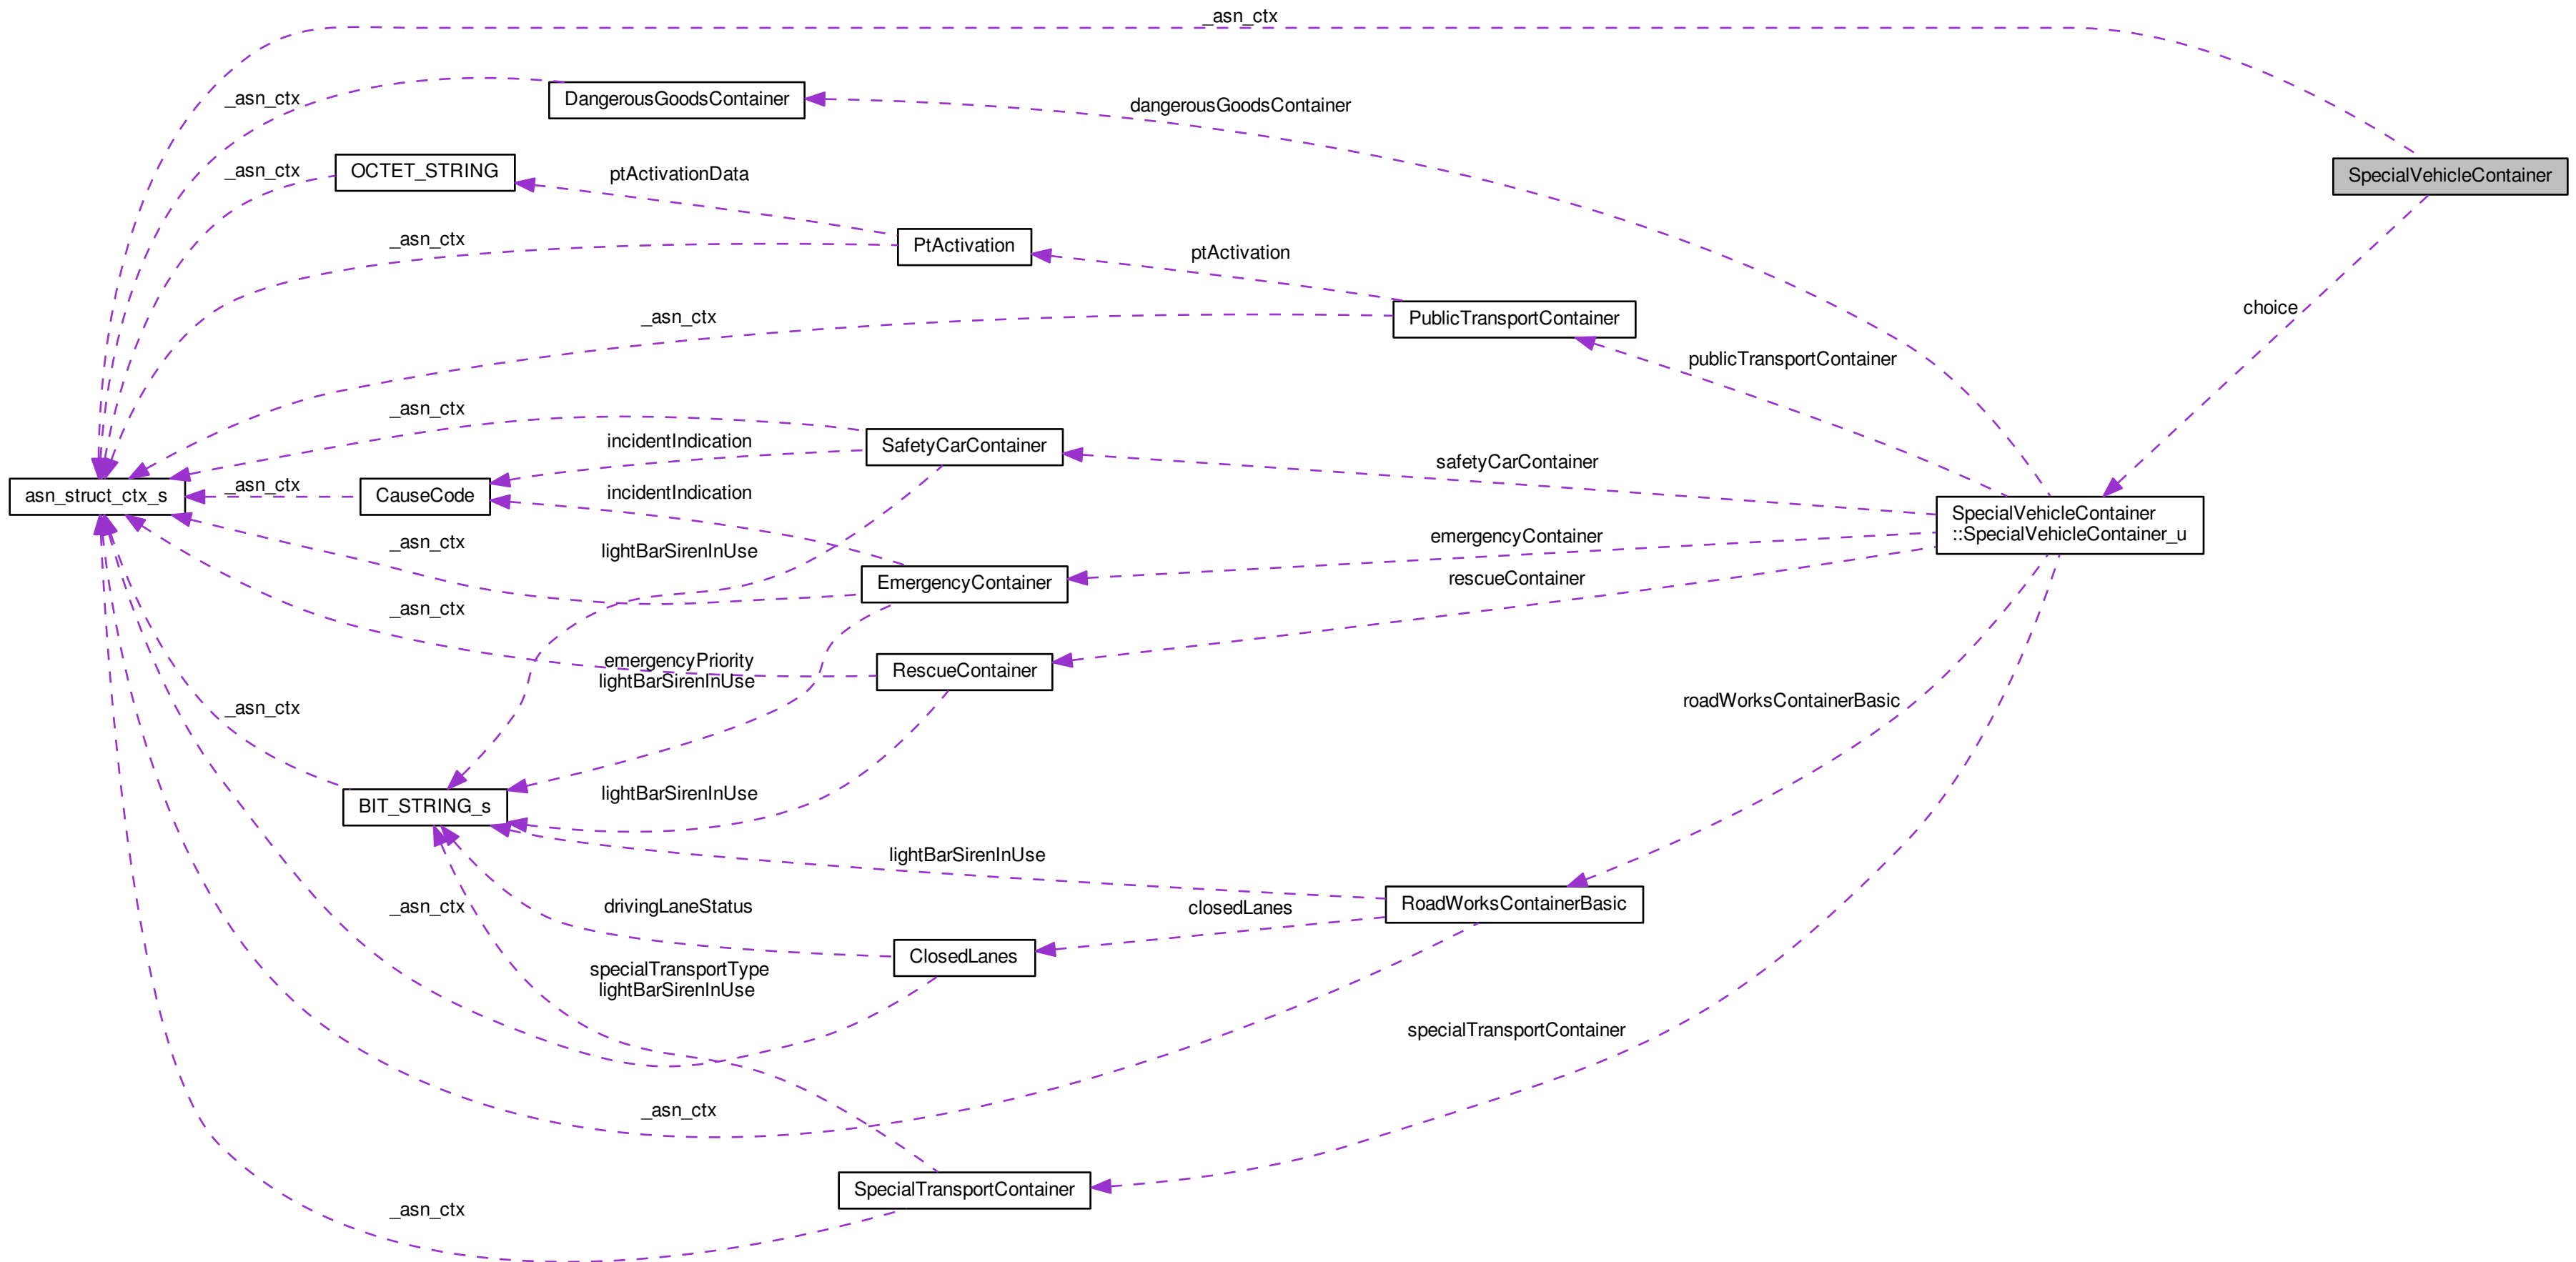 _asn_ctx
DangerousGoodsContainer
_asn_ctx
dangerousGoodsContainer
OCTET_STRING
_asn_ctx
ptActivationData
SpecialVehicleContainer
_asn_ctx
PtActivation
ptActivation
choice
_asn_ctx
PublicTransportContainer
publicTransportContainer
_asn_ctx
incidentIndication
SafetyCarContainer
safetyCarContainer
asn_struct_ctx_s
_asn_ctx
CauseCode
incidentIndication
SpecialVehicleContainer
::SpecialVehicleContainer_u
_asn_ctx
lightBarSirenInUse
emergencyContainer
EmergencyContainer
rescueContainer
_asn_ctx
emergencyPriority
lightBarSirenInUse
RescueContainer
_asn_ctx
roadWorksContainerBasic
BIT_STRING_s
lightBarSirenInUse
lightBarSirenInUse
_asn_ctx
drivingLaneStatus
closedLanes
RoadWorksContainerBasic
ClosedLanes
specialTransportType
lightBarSirenInUse
specialTransportContainer
_asn_ctx
SpecialTransportContainer
_asn_ctx